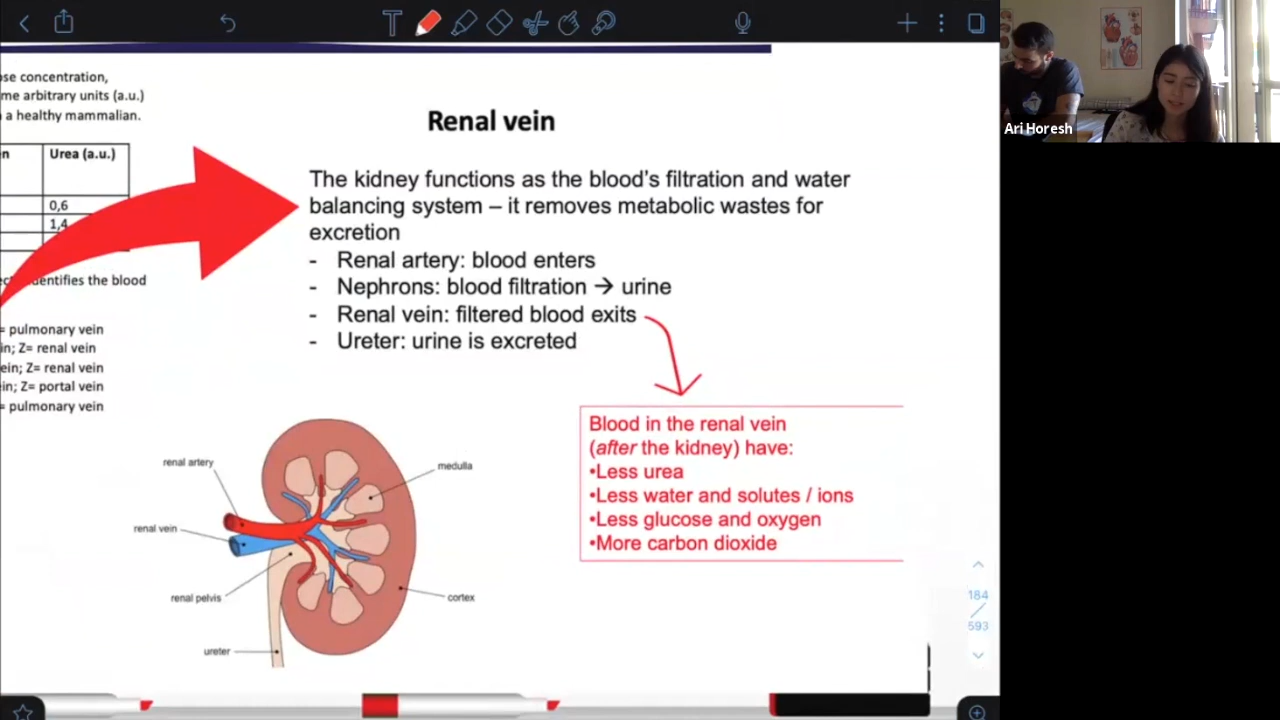 Ari Horesh
ose concentration,
me arbitrary units (a.u.)
a healthy mammalian.
n
Urea (a.u.)
0,6
1,4
entifies the blood
= pulmonary vein
in; Z= renal vein
ein; Z= renal vein
in; Z= portal vein
= pulmonary vein
Renal vein
The kidney functions as the blood's filtration and water
balancing system – it removes metabolic wastes for
excretion
- Renal artery: blood enters
- Nephrons: blood filtration → urine
- Renal vein: filtered blood exits
- Ureter: urine is excreted
Blood in the renal vein
(after the kidney) have:
•Less urea
•Less water and solutes / ions
•Less glucose and oxygen
•More carbon dioxide
renal artery
medulla
renal vein
renal pelvis
cortex
ureter
184
593